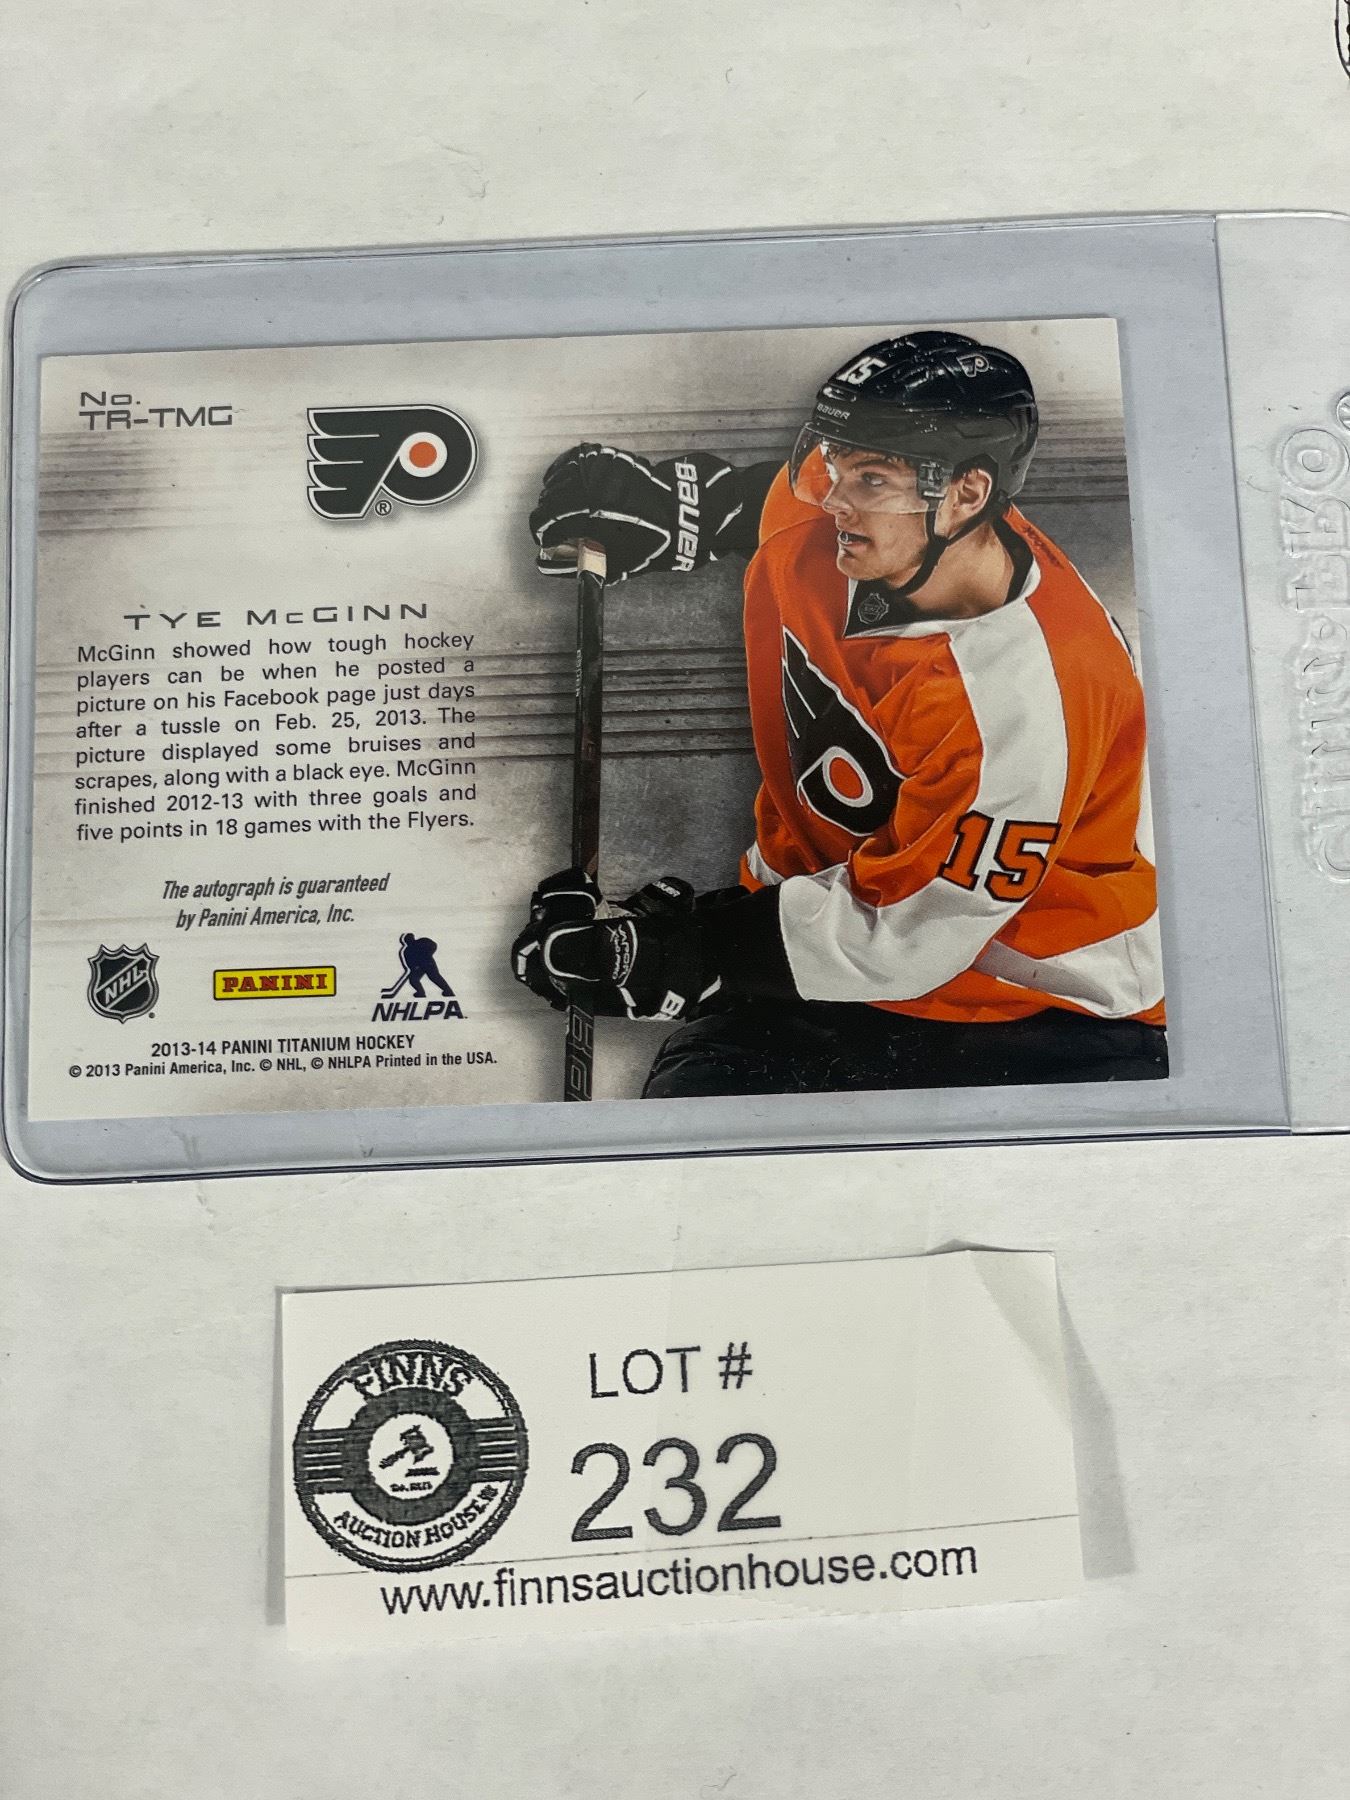 No.
TR-TMG
TYE McGINN
McGinn showed how tough hockey
players can be when he posted a
picture on his Facebook page just days
after a tussle on Feb. 25, 2013. The
picture displayed some bruises and
scrapes, along with a black eye. McGinn
finished 2012-13 with three goals and
five points in 18 games with the Flyers.
The autograph is guaranteed
by Panini America, Inc.
NHL
PANINI
NHLPA
2013-14 PANINI TITANIUM HOCKEY
© 2013 Panini America, Inc. © NHL, © NHLPA Printed in the USA.
15
BAUER
BAUER
15
FINNS
AUCTION HOUSE
LOT #
232
www.finnsauctionhouse.com